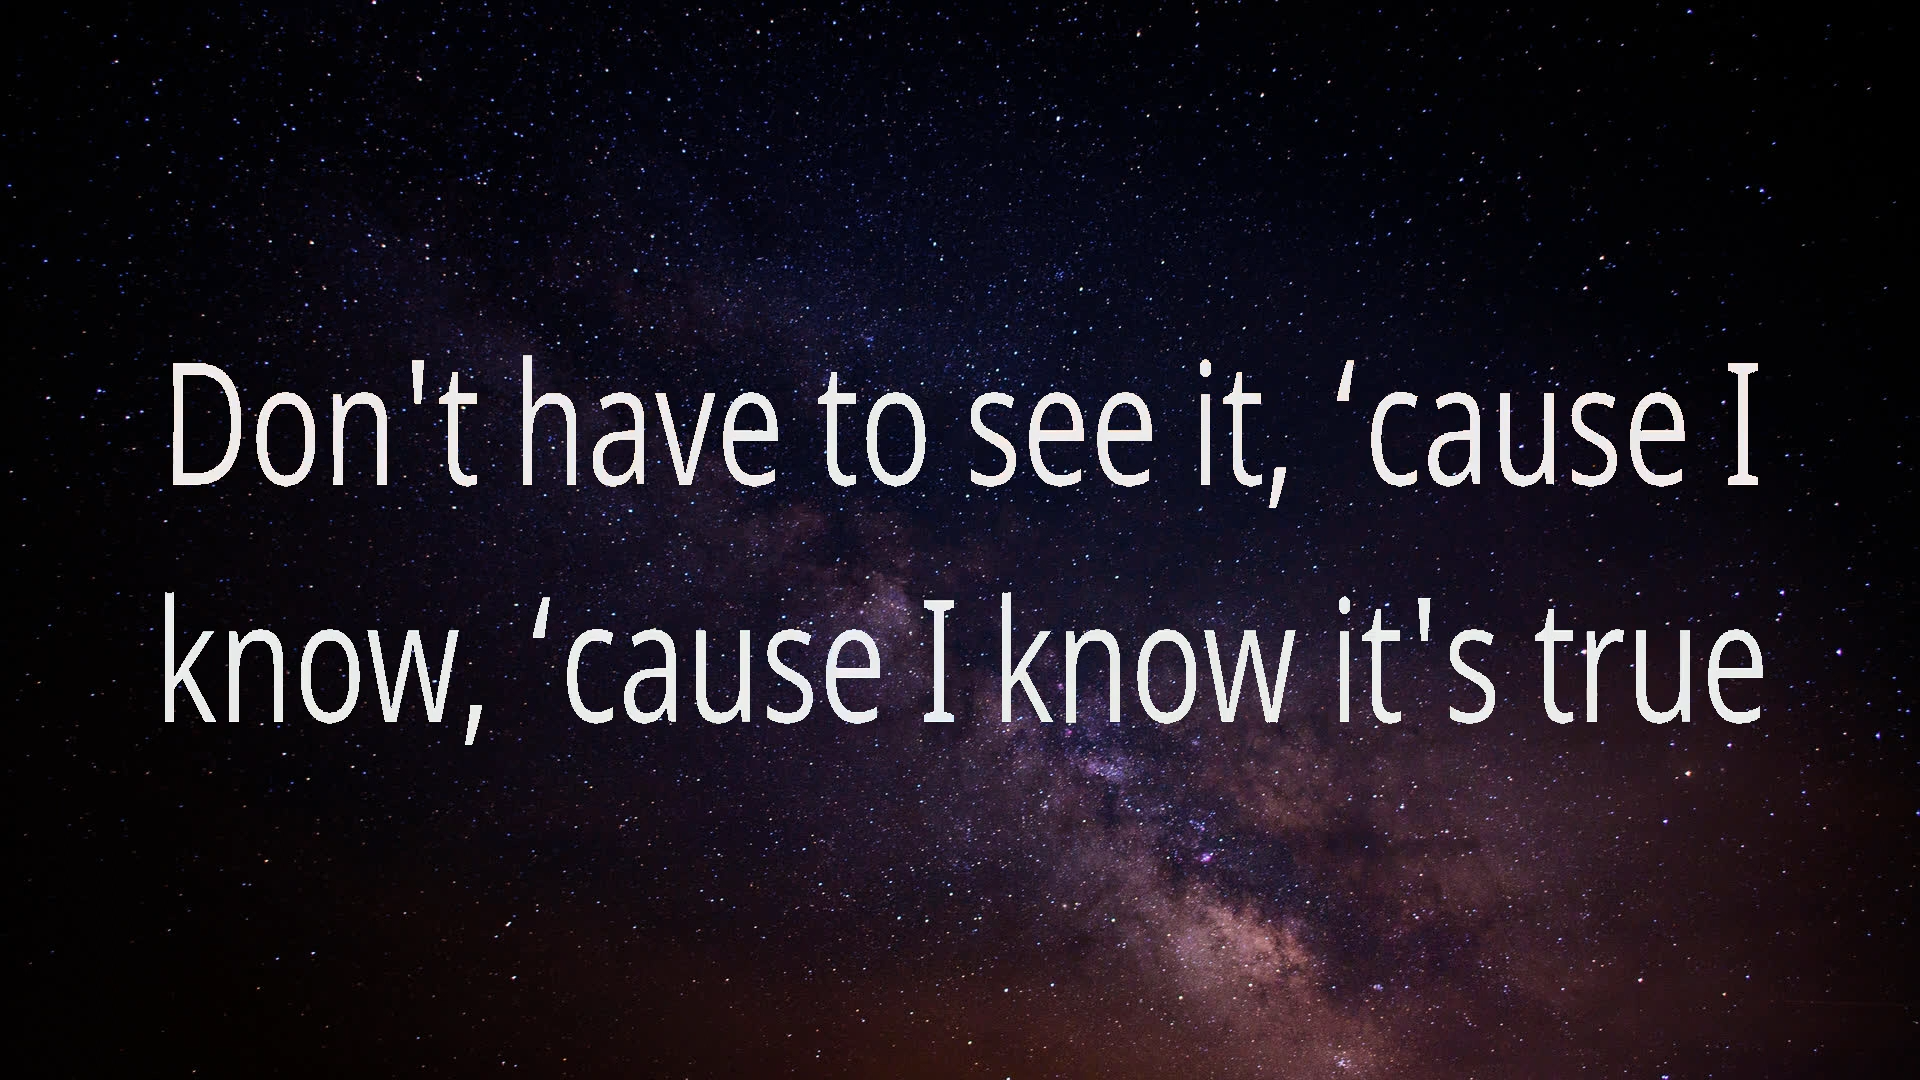 Don't have to see it, ‘cause I
know, ‘cause I know it's true